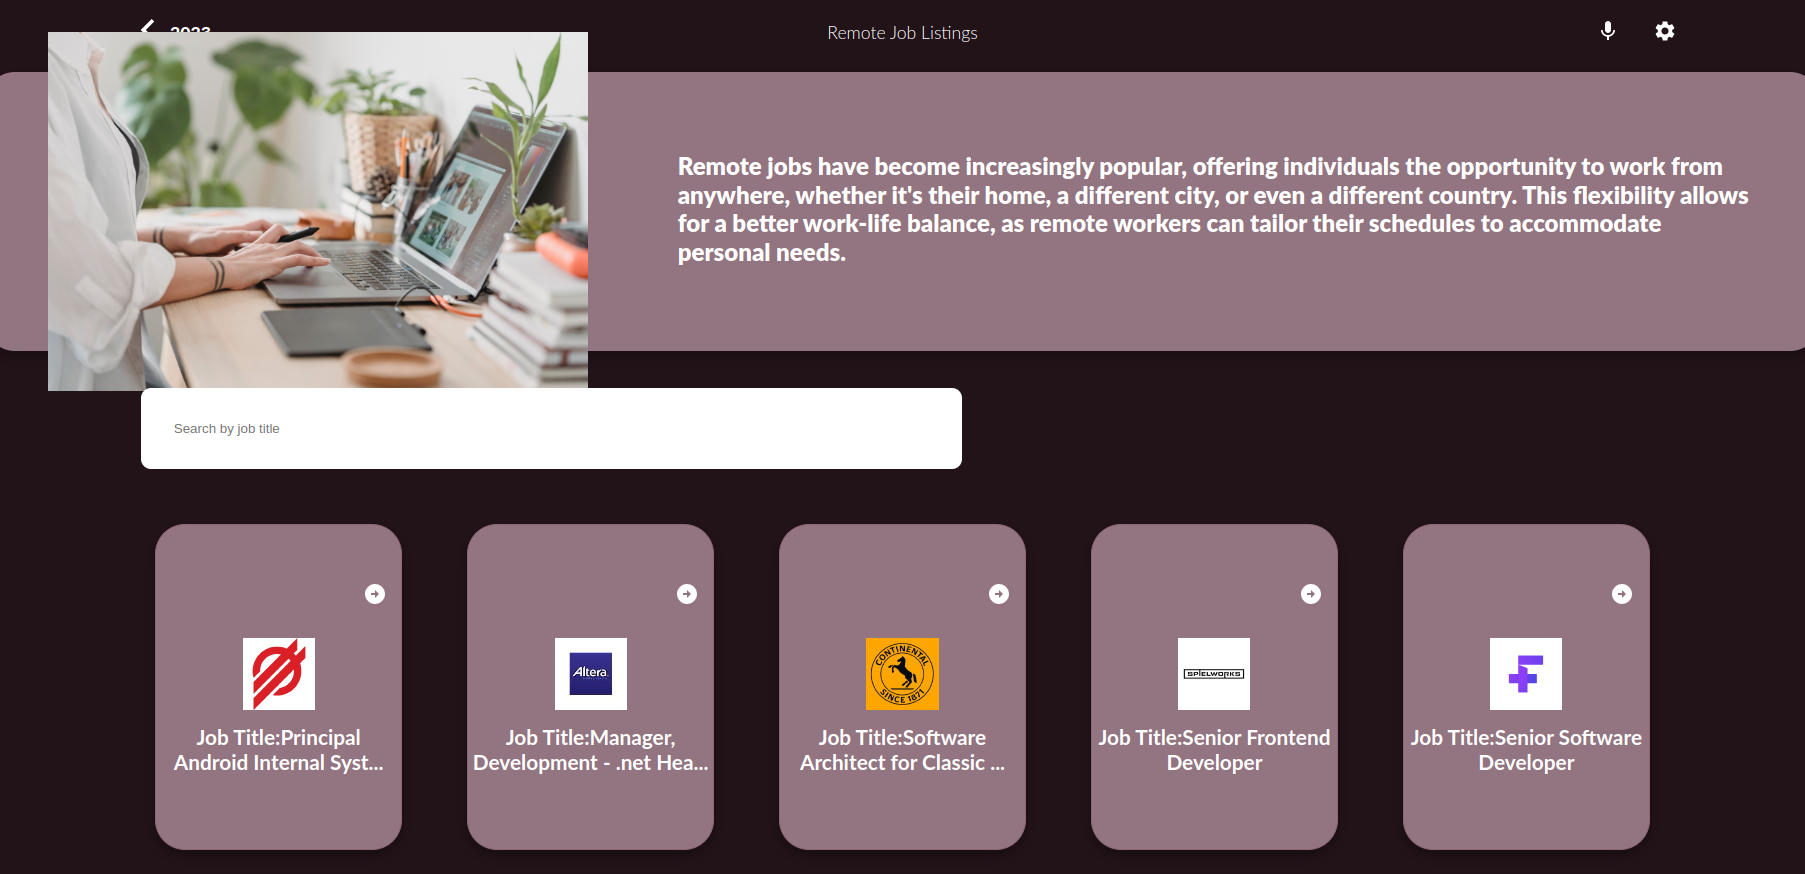 2023
Remote Job Listings
Remote jobs have become increasingly popular, offering individuals the opportunity to work from
anywhere, whether it's their home, a different city, or even a different country. This flexibility allows
for a better work-life balance, as remote workers can tailor their schedules to accommodate
personal needs.
Search by job title
Altera
CONTINENTAL
SINCE 1871
SPIELWORKS
Job Title:Principal
Android Internal Syst...
Job Title:Manager,
Development - .net Hea...
Job Title:Software
Architect for Classic ...
Job Title:Senior Frontend
Developer
Job Title:Senior Software
Developer